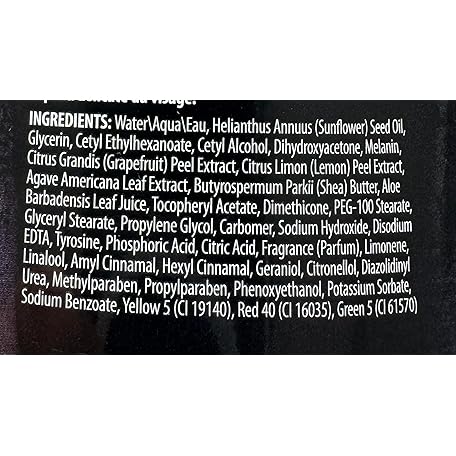 du visage.
INGREDIENTS: Water\Aqua\Eau, Helianthus Annuus (Sunflower) Seed Oil,
Glycerin, Cetyl Ethylhexanoate, Cetyl Alcohol, Dihydroxyacetone, Melanin,
Citrus Grandis (Grapefruit) Peel Extract, Citrus Limon (Lemon) Peel Extract,
Agave Americana Leaf Extract, Butyrospermum Parkii (Shea) Butter, Aloe
Barbadensis Leaf Juice, Tocopheryl Acetate, Dimethicone, PEG-100 Stearate,
Glyceryl Stearate, Propylene Glycol, Carbomer, Sodium Hydroxide, Disodium
EDTA, Tyrosine, Phosphoric Acid, Citric Acid, Fragrance (Parfum), Limonene,
Linalool, Amyl Cinnamal, Hexyl Cinnamal, Geraniol, Citronellol, Diazolidinyl
Urea, Methylparaben, Propylparaben, Phenoxyethanol, Potassium Sorbate,
Sodium Benzoate, Yellow 5 (CI 19140), Red 40 (CI 16035), Green 5 (CI 61570)